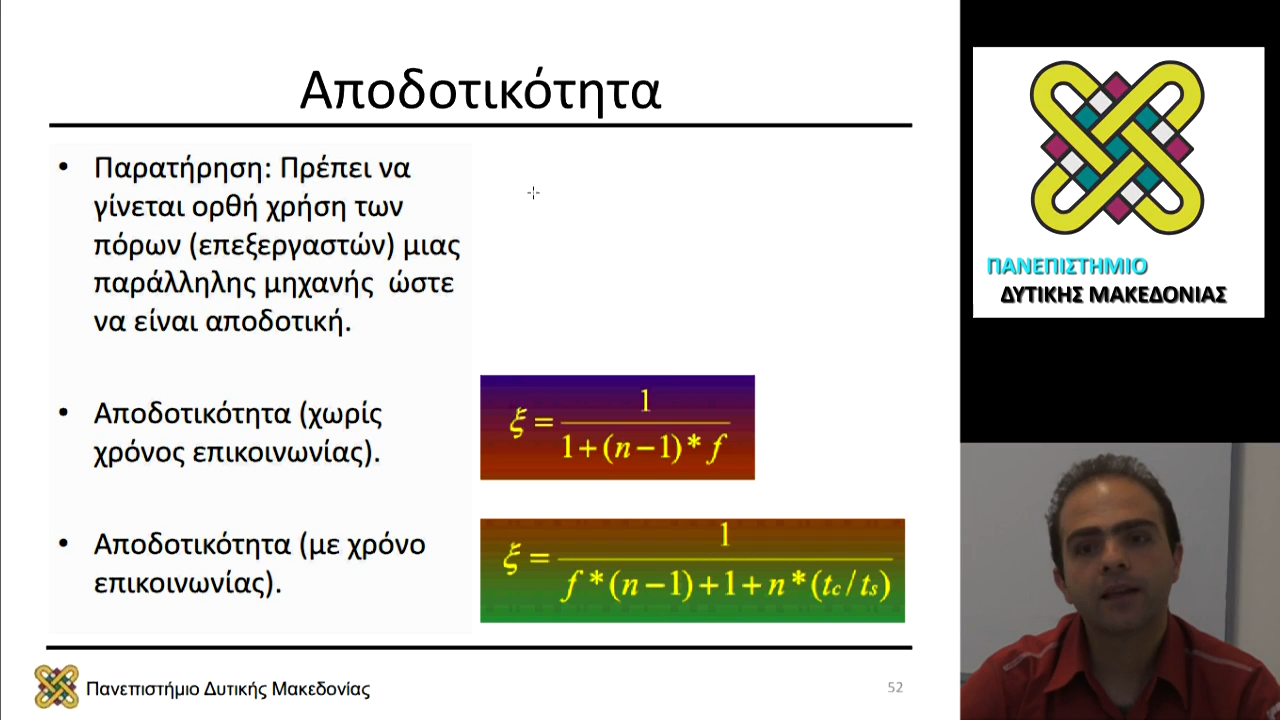 Αποδοτικότητα
• Παρατήρηση: Πρέπει να
γίνεται ορθή χρήση των
πόρων (επεξεργαστών) μιας
παράλληλης μηχανής ώστε
να είναι αποδοτική.
• Αποδοτικότητα (χωρίς
χρόνος επικοινωνίας).
ξ = 1 / (1+(n−1)* f)
• Αποδοτικότητα (με χρόνο
επικοινωνίας).
ξ = 1 / (f *(n−1)+1+n*(tc/ts))
Πανεπιστήμιο Δυτικής Μακεδονίας
52
ΠΑΝΕΠΙΣΤΗΜΙΟ
ΔΥΤΙΚΗΣ ΜΑΚΕΔΟΝΙΑΣ